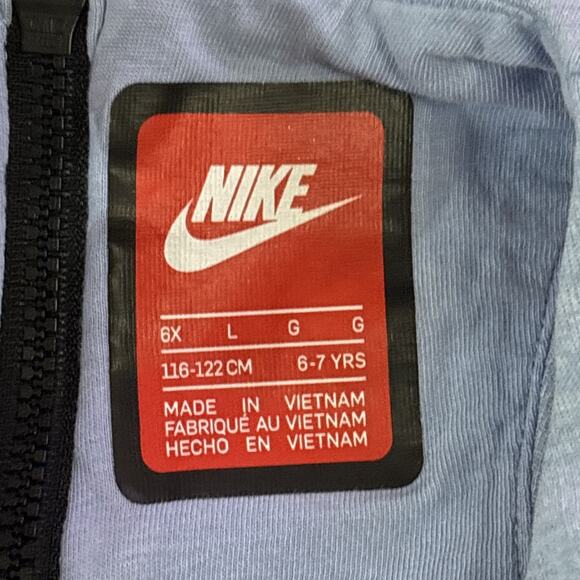 NIKE
6X L G G
116-122 CM 6-7 YRS
MADE IN VIETNAM
FABRIQUÉ AU VIETNAM
HECHO EN VIETNAM